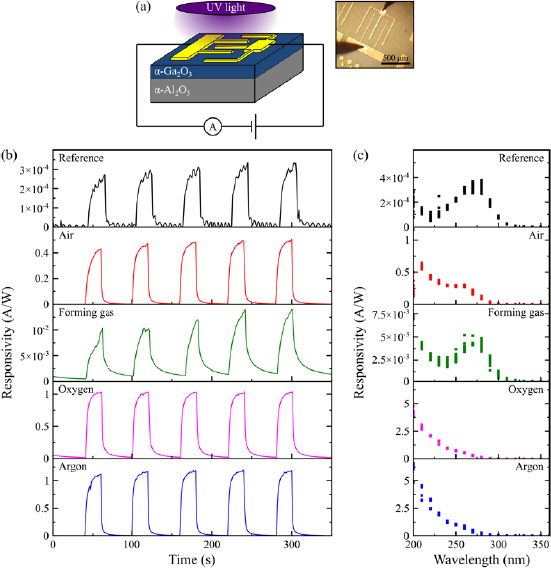 (a)
UV light
α-Ga₂O₃
α-Al₂O₃
A
500 μm
(b)
Responsivity (A/W)
Reference
3×10⁻⁴
2×10⁻⁴
1×10⁻⁴
0
Air
0.4
0.2
0.0
Forming gas
10⁻²
5×10⁻³
0
Oxygen
1
0.5
0
Argon
1
0.5
0
0 100 200 300
Time (s)
(c)
Responsivity (A/W)
Reference
4×10⁻⁴
2×10⁻⁴
0
Air
1
0.5
0
Forming gas
7.5×10⁻³
5×10⁻³
2.5×10⁻³
0
Oxygen
5
2.5
0
Argon
5
2.5
0
200 250 300 350
Wavelength (nm)